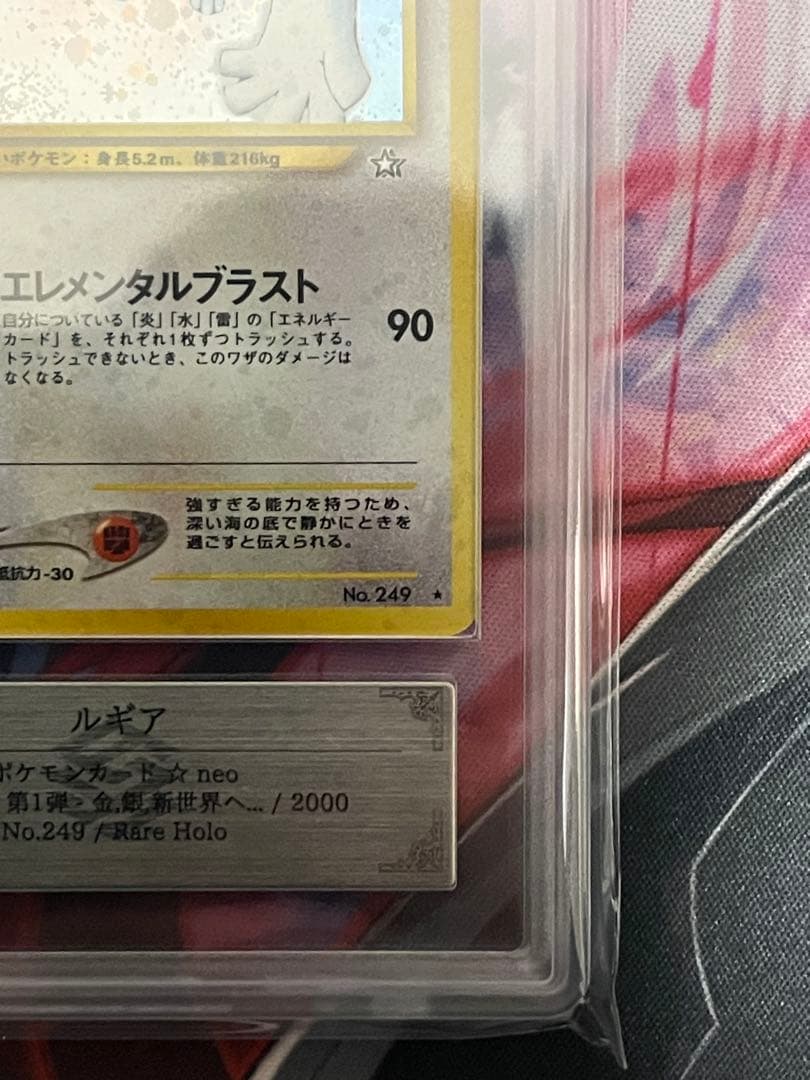 いポケモン：身長5.2m、体重216kg
エレメンタルブラスト
90
自分についている「炎」「水」「雷」の「エネルギー
カード」を、それぞれ1枚ずつトラッシュする。
トラッシュできないとき、このワザのダメージは
なくなる。
抵抗力-30
強すぎる能力を持つため、
深い海の底で静かにときを
過ごすと伝えられる。
No. 249 ★
ルギア
ポケモンカード ☆ neo
第1弾 - 金,銀,新世界へ... / 2000
No.249 / Rare Holo